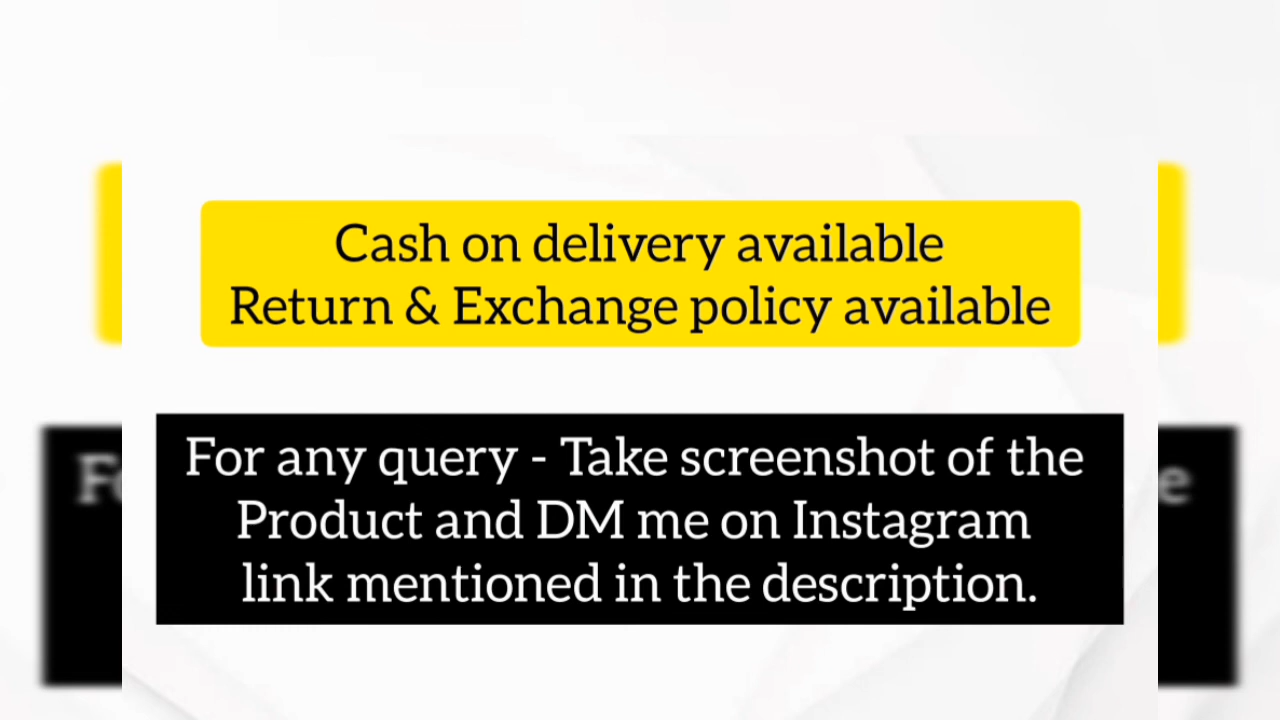 Cash on delivery available
Return & Exchange policy available
For any query - Take screenshot of the
Product and DM me on Instagram
link mentioned in the description.